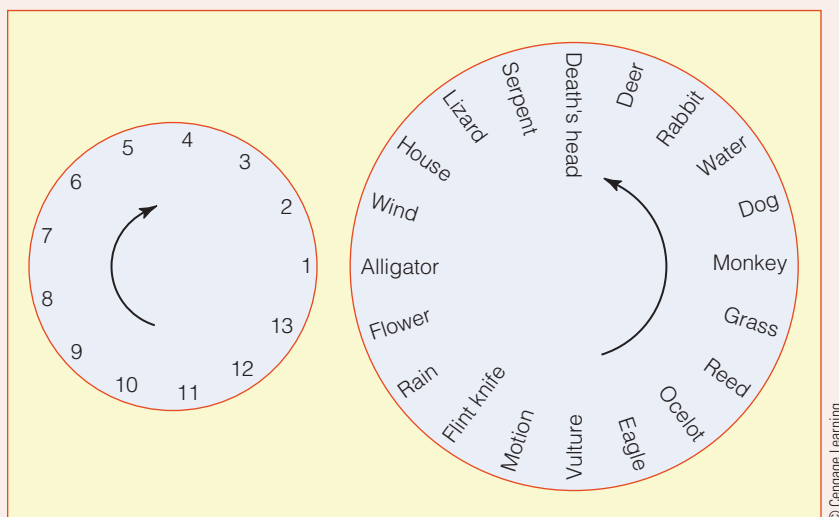 1
2
3
4
5
6
7
8
9
10
11
12
13
Alligator
Wind
House
Lizard
Serpent
Death's head
Deer
Rabbit
Water
Dog
Monkey
Grass
Reed
Ocelot
Eagle
Vulture
Motion
Flint knife
Rain
Flower
© Cengage Learning